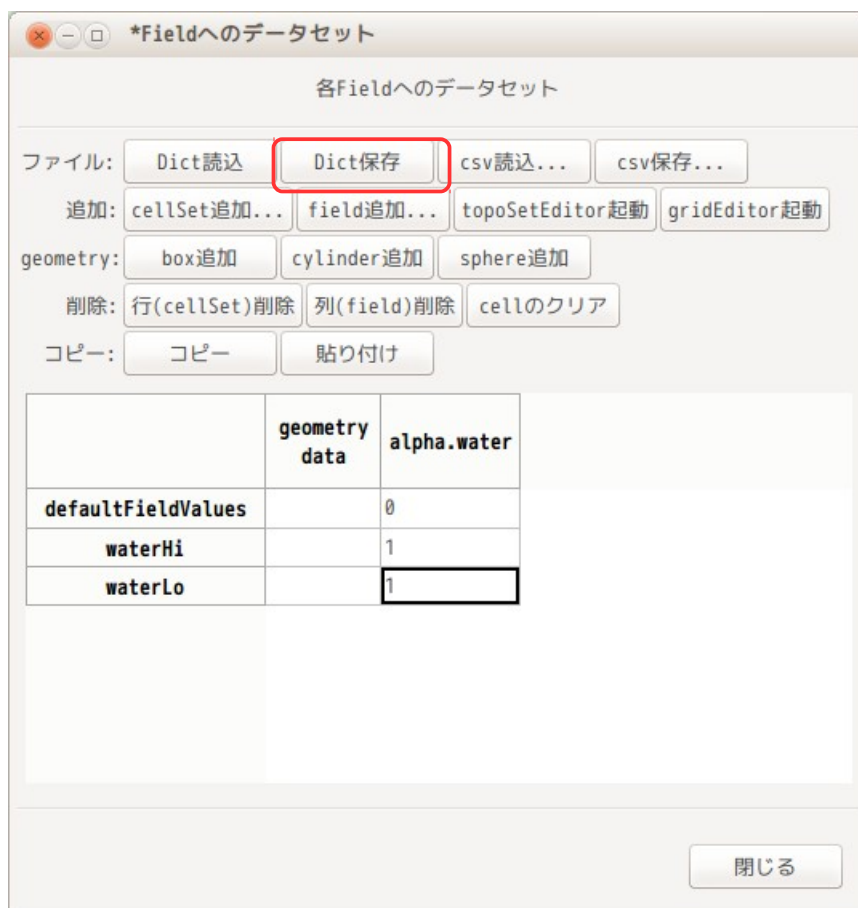 *Fieldへのデータセット
各Fieldへのデータセット
ファイル: Dict読込 Dict保存 csv読込... csv保存...
追加: cellSet追加... field追加... topoSetEditor起動 gridEditor起動
geometry: box追加 cylinder追加 sphere追加
削除: 行(cellSet)削除 列(field)削除 cellのクリア
コピー: コピー 貼り付け
geometry
data alpha.water
defaultFieldValues 0
waterHi 1
waterLo 1
閉じる